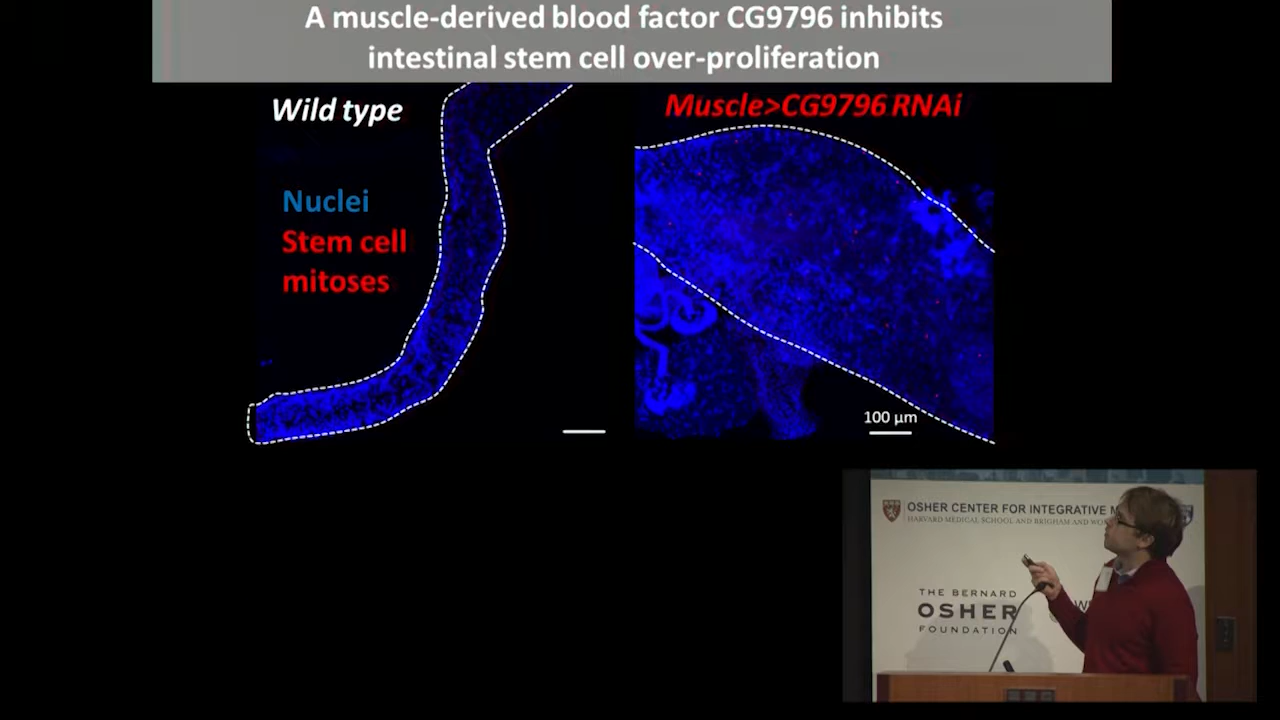 A muscle-derived blood factor CG9796 inhibits
intestinal stem cell over-proliferation
Wild type
Muscle>CG9796 RNAi
Nuclei
Stem cell
mitoses
100 µm
OSHER CENTER FOR INTEGRATIVE
HARVARD MEDICAL SCHOOL AND BRIGHAM AND
THE BERNARD
OSHER
FOUNDATION